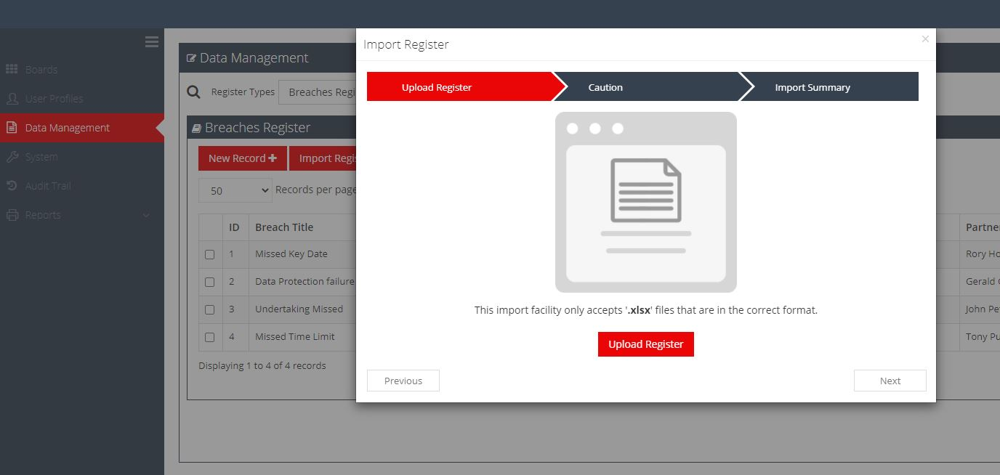 Import Register
×
Upload Register
Caution
Import Summary
This import facility only accepts '.xlsx' files that are in the correct format.
Upload Register
Previous
Next
Boards
User Profiles
Data Management
System
Audit Trail
Reports
Data Management
Register Types
Breaches Regi
Breaches Register
New Record +
Import Regis
50
Records per page
ID Breach Title Partner
1 Missed Key Date Rory Ho
2 Data Protection failure Gerald
3 Undertaking Missed John Pe
4 Missed Time Limit Tony Pu
Displaying 1 to 4 of 4 records